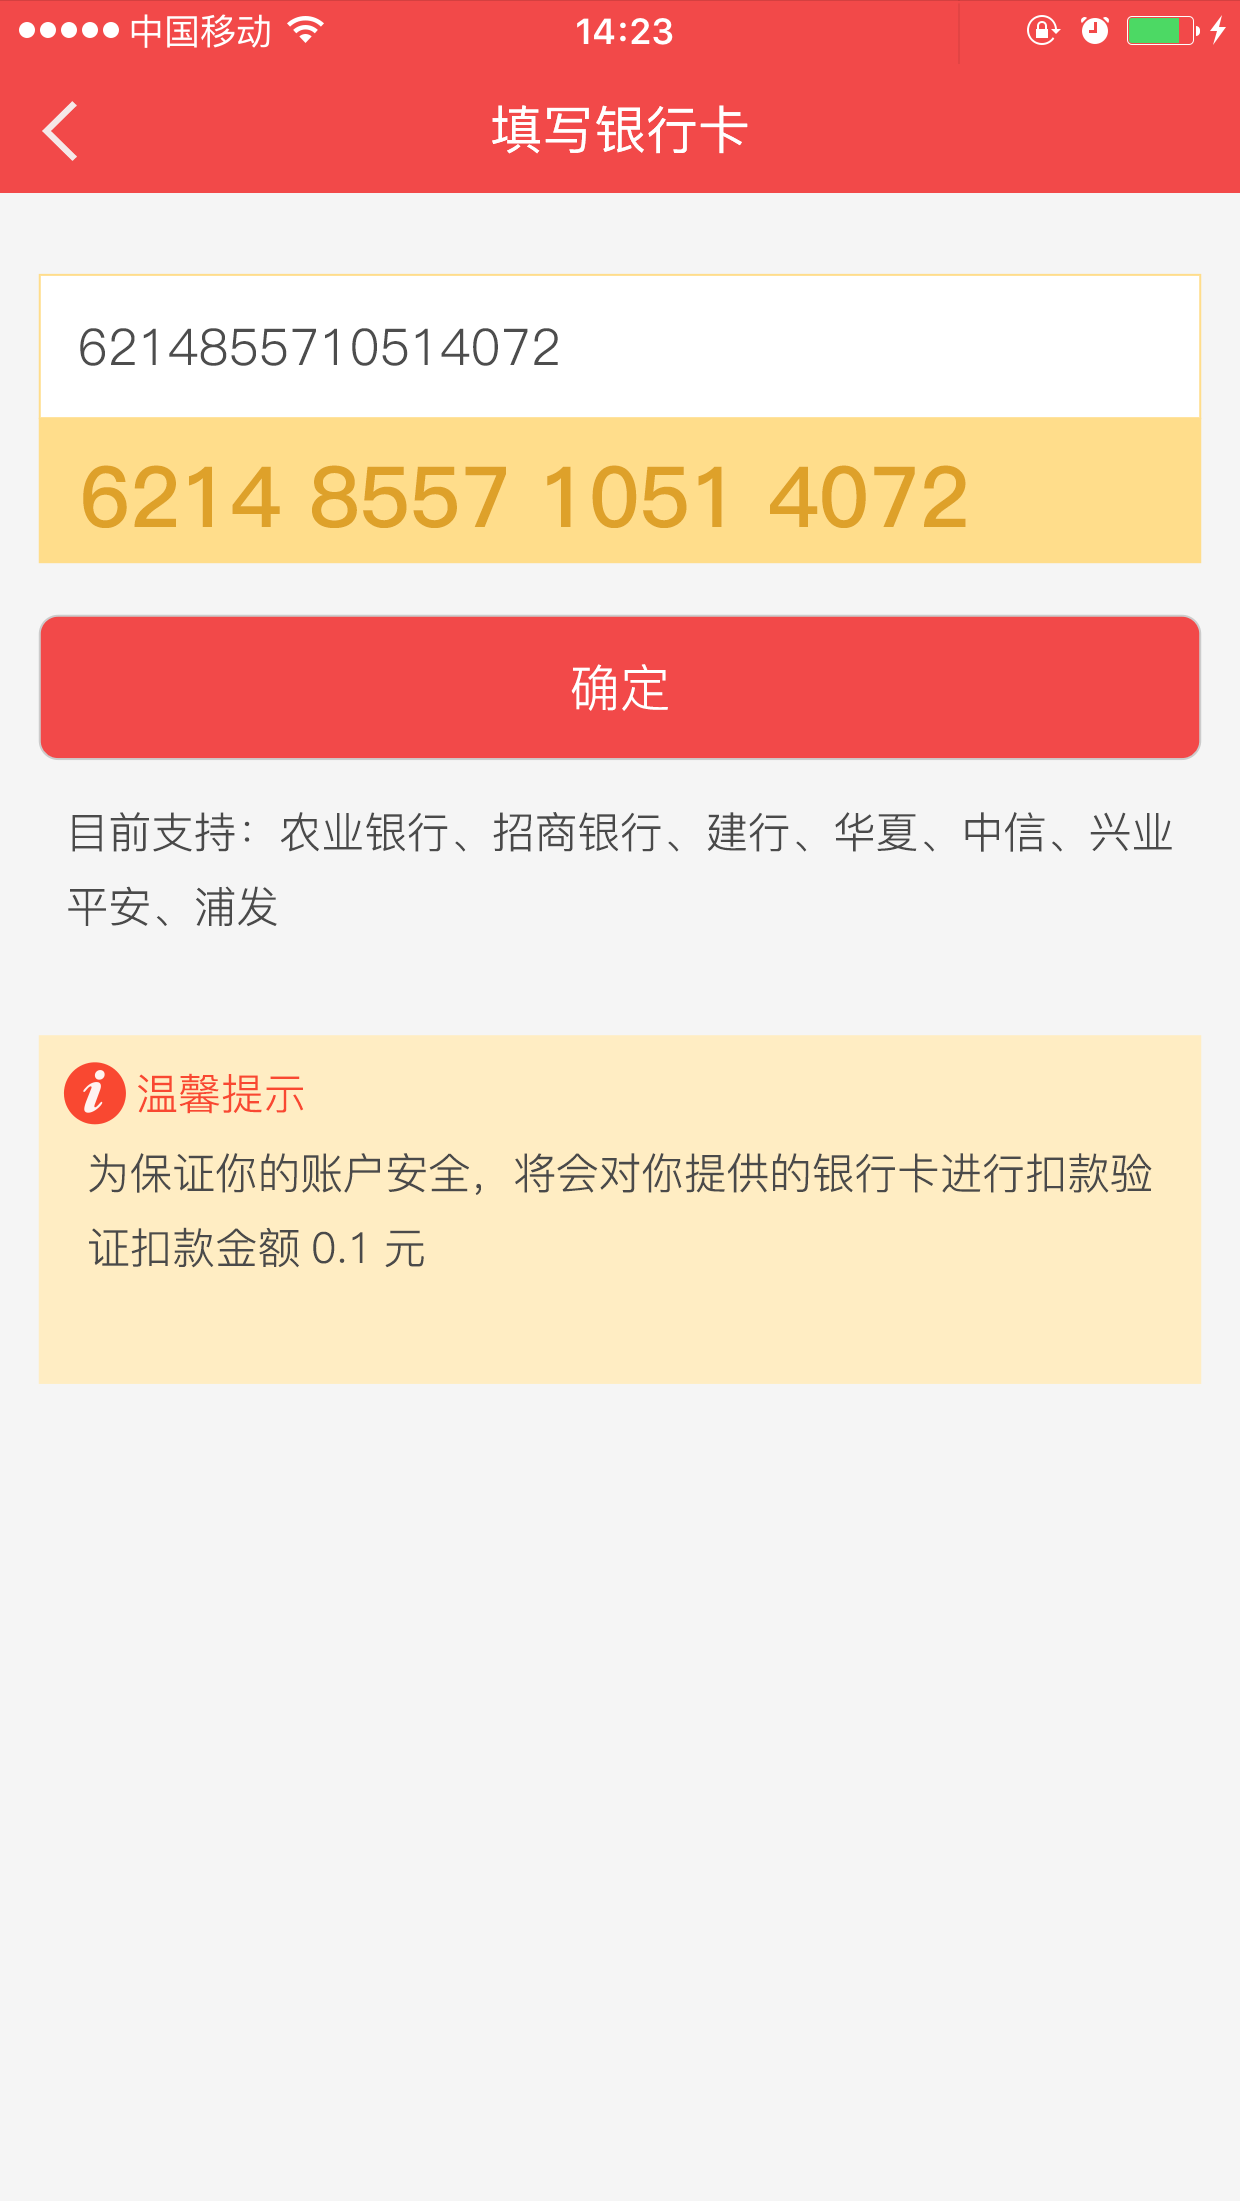 中国移动 14:23
填写银行卡
6214855710514072
6214 8557 1051 4072
确定
目前支持：农业银行、招商银行、建行、华夏、中信、兴业
平安、浦发
温馨提示
为保证你的账户安全，将会对你提供的银行卡进行扣款验
证扣款金额 0.1 元